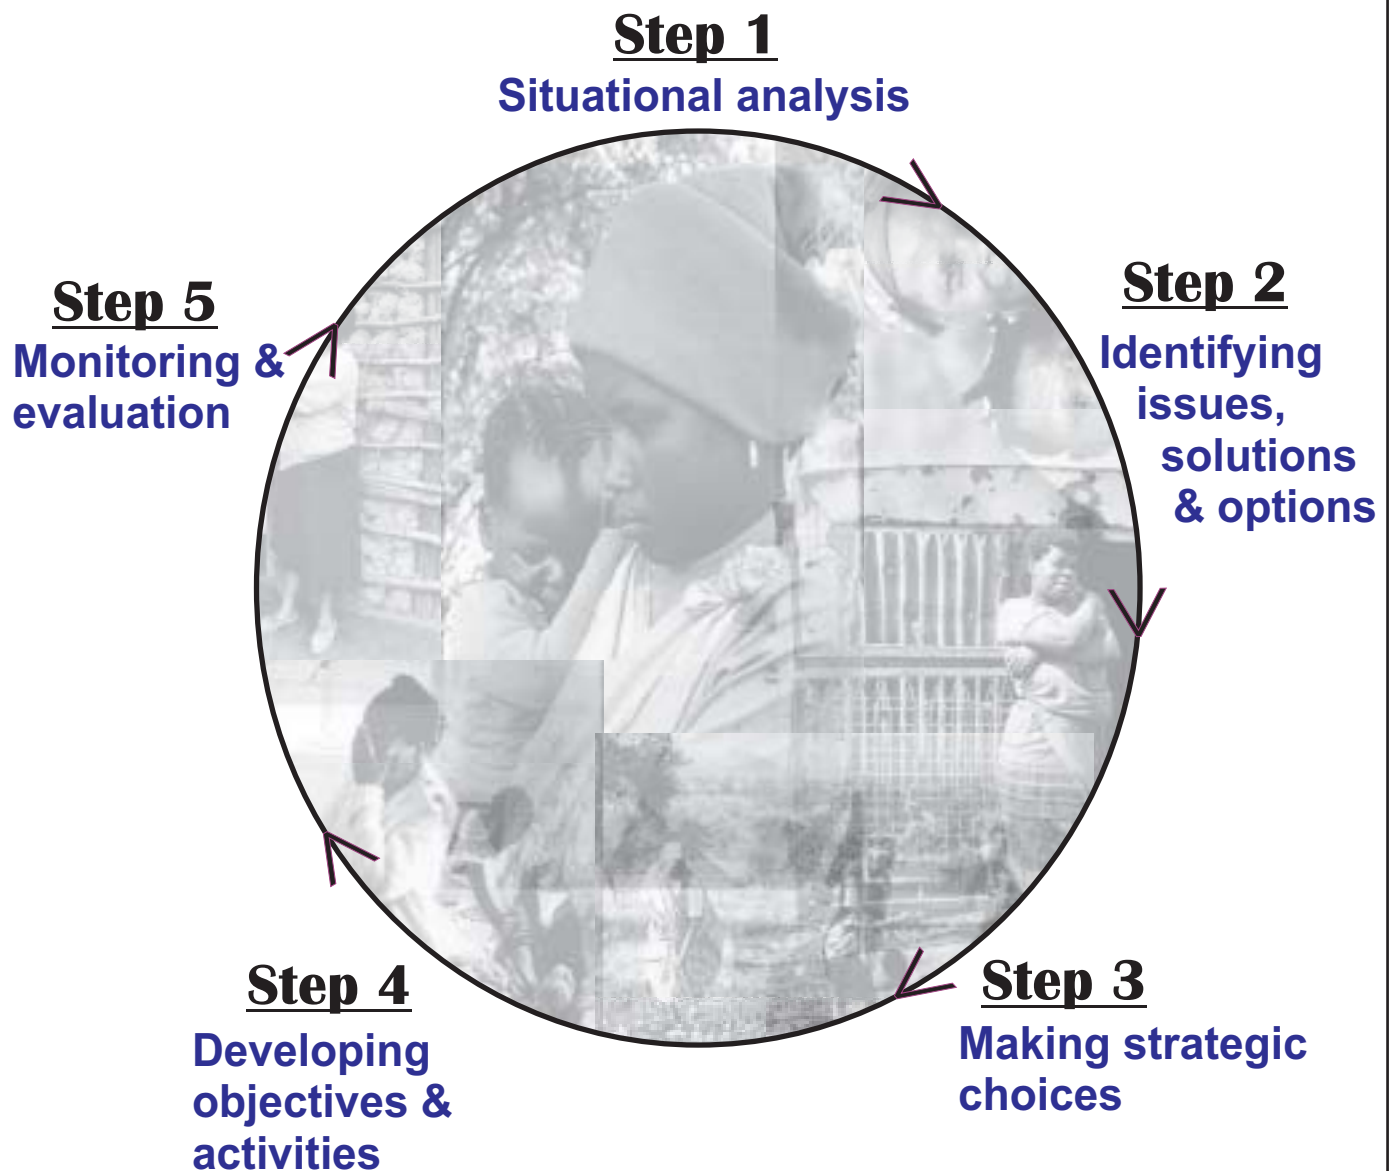 Step 1
Situational analysis
Step 2
Identifying
issues,
solutions
& options
Step 3
Making strategic
choices
Step 4
Developing
objectives &
activities
Step 5
Monitoring &
evaluation